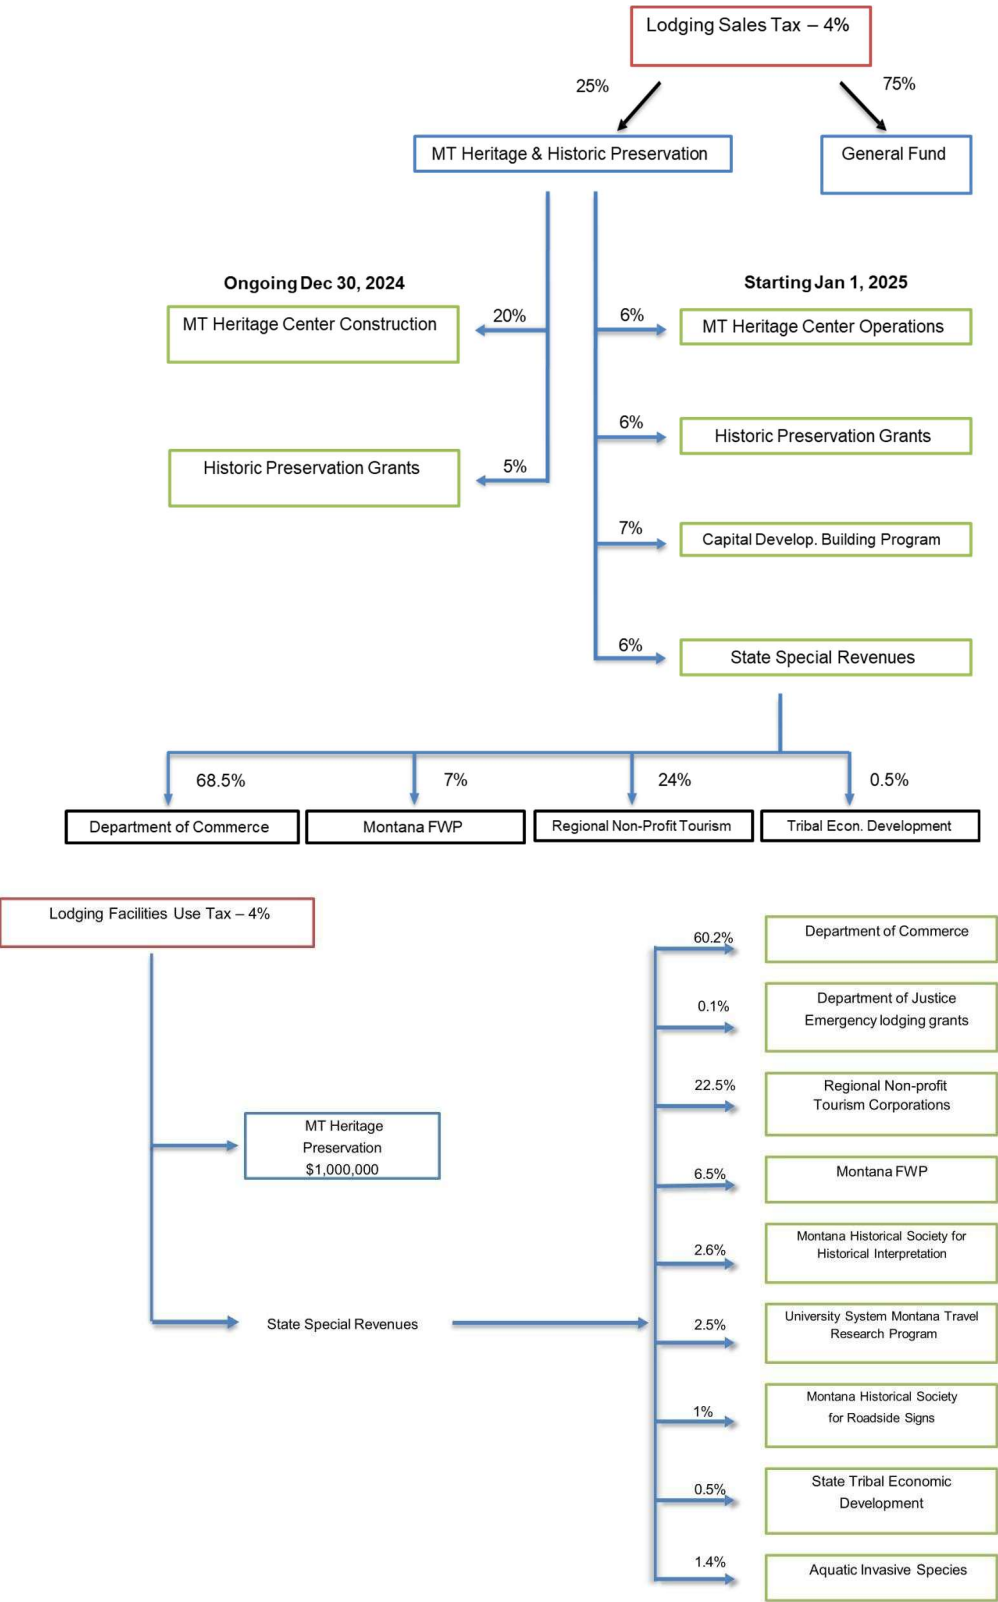 Lodging Sales Tax – 4%
25%
75%
MT Heritage & Historic Preservation
General Fund
Ongoing Dec 30, 2024
Starting Jan 1, 2025
MT Heritage Center Construction
20%
6%
MT Heritage Center Operations
6%
Historic Preservation Grants
Historic Preservation Grants
5%
7%
Capital Develop. Building Program
6%
State Special Revenues
68.5%
7%
24%
0.5%
Department of Commerce
Montana FWP
Regional Non-Profit Tourism
Tribal Econ. Development
Lodging Facilities Use Tax – 4%
60.2%
Department of Commerce
0.1%
Department of Justice
Emergency lodging grants
22.5%
Regional Non-profit
Tourism Corporations
MT Heritage
Preservation
$1,000,000
6.5%
Montana FWP
2.6%
Montana Historical Society for
Historical Interpretation
State Special Revenues
2.5%
University System Montana Travel
Research Program
1%
Montana Historical Society
for Roadside Signs
0.5%
State Tribal Economic
Development
1.4%
Aquatic Invasive Species